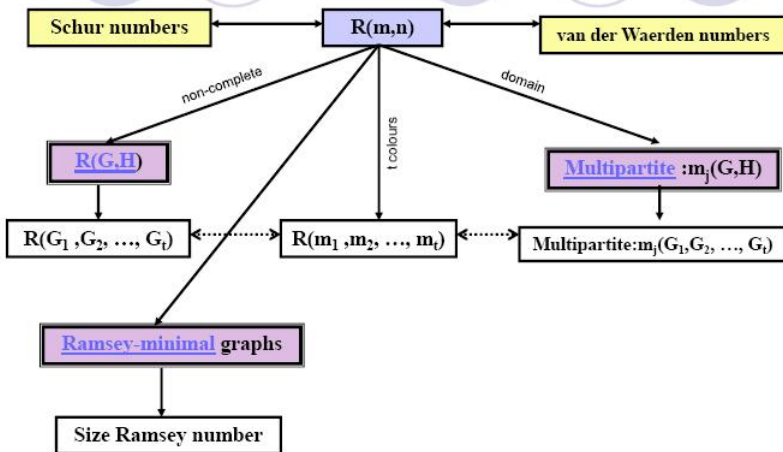 Schur numbers
R(m,n)
van der Waerden numbers
non-complete
t colours
domain
R(G,H)
Multipartite :mj(G,H)
R(G1 ,G2, …, Gt)
R(m1 ,m2, …, mt)
Multipartite:mj(G1,G2, …, Gt)
Ramsey-minimal graphs
Size Ramsey number